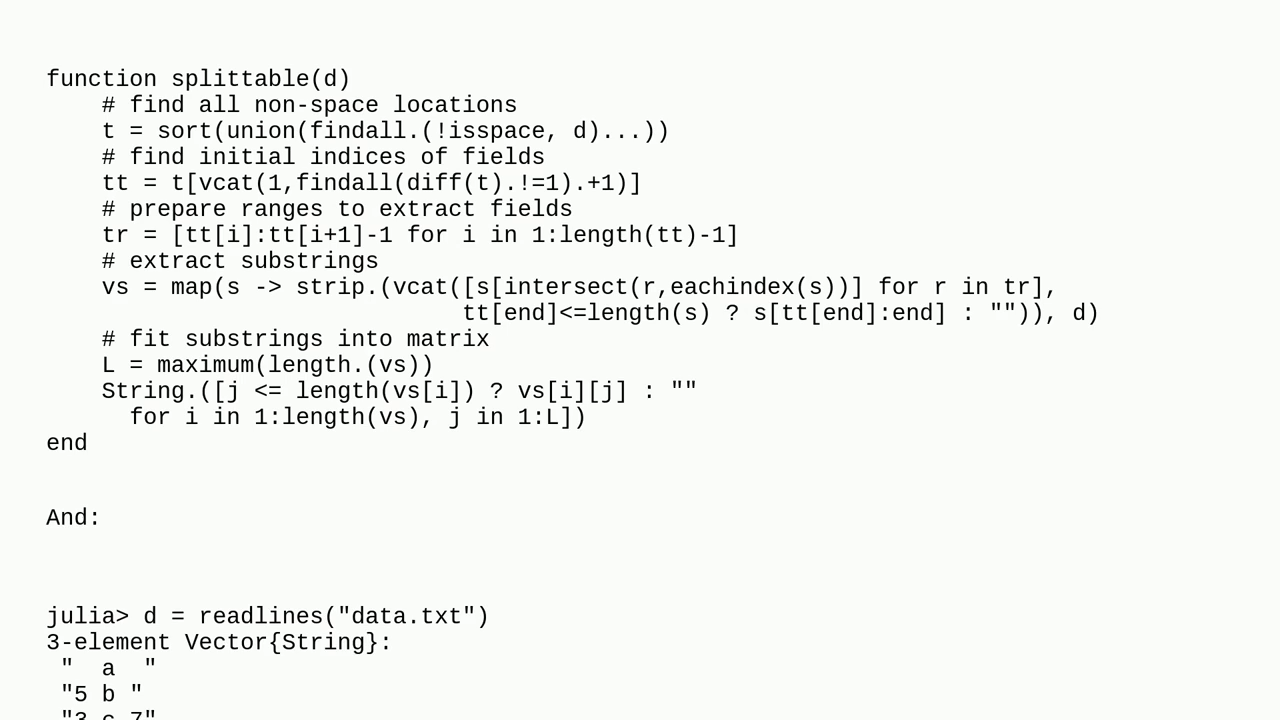 function splittable(d)
    # find all non-space locations
    t = sort(union(findall.(!isspace, d)...))
    # find initial indices of fields
    tt = t[vcat(1,findall(diff(t).!=1).+1)]
    # prepare ranges to extract fields
    tr = [tt[i]:tt[i+1]-1 for i in 1:length(tt)-1]
    # extract substrings
    vs = map(s -> strip.(vcat([s[intersect(r,eachindex(s))] for r in tr],
                              tt[end]<=length(s) ? s[tt[end]:end] : "")), d)
    # fit substrings into matrix
    L = maximum(length.(vs))
    String.([j <= length(vs[i]) ? vs[i][j] : ""
      for i in 1:length(vs), j in 1:L])
end
And:
julia> d = readlines("data.txt")
3-element Vector{String}:
 "  a  "
 "5 b "
 "3 c 7"